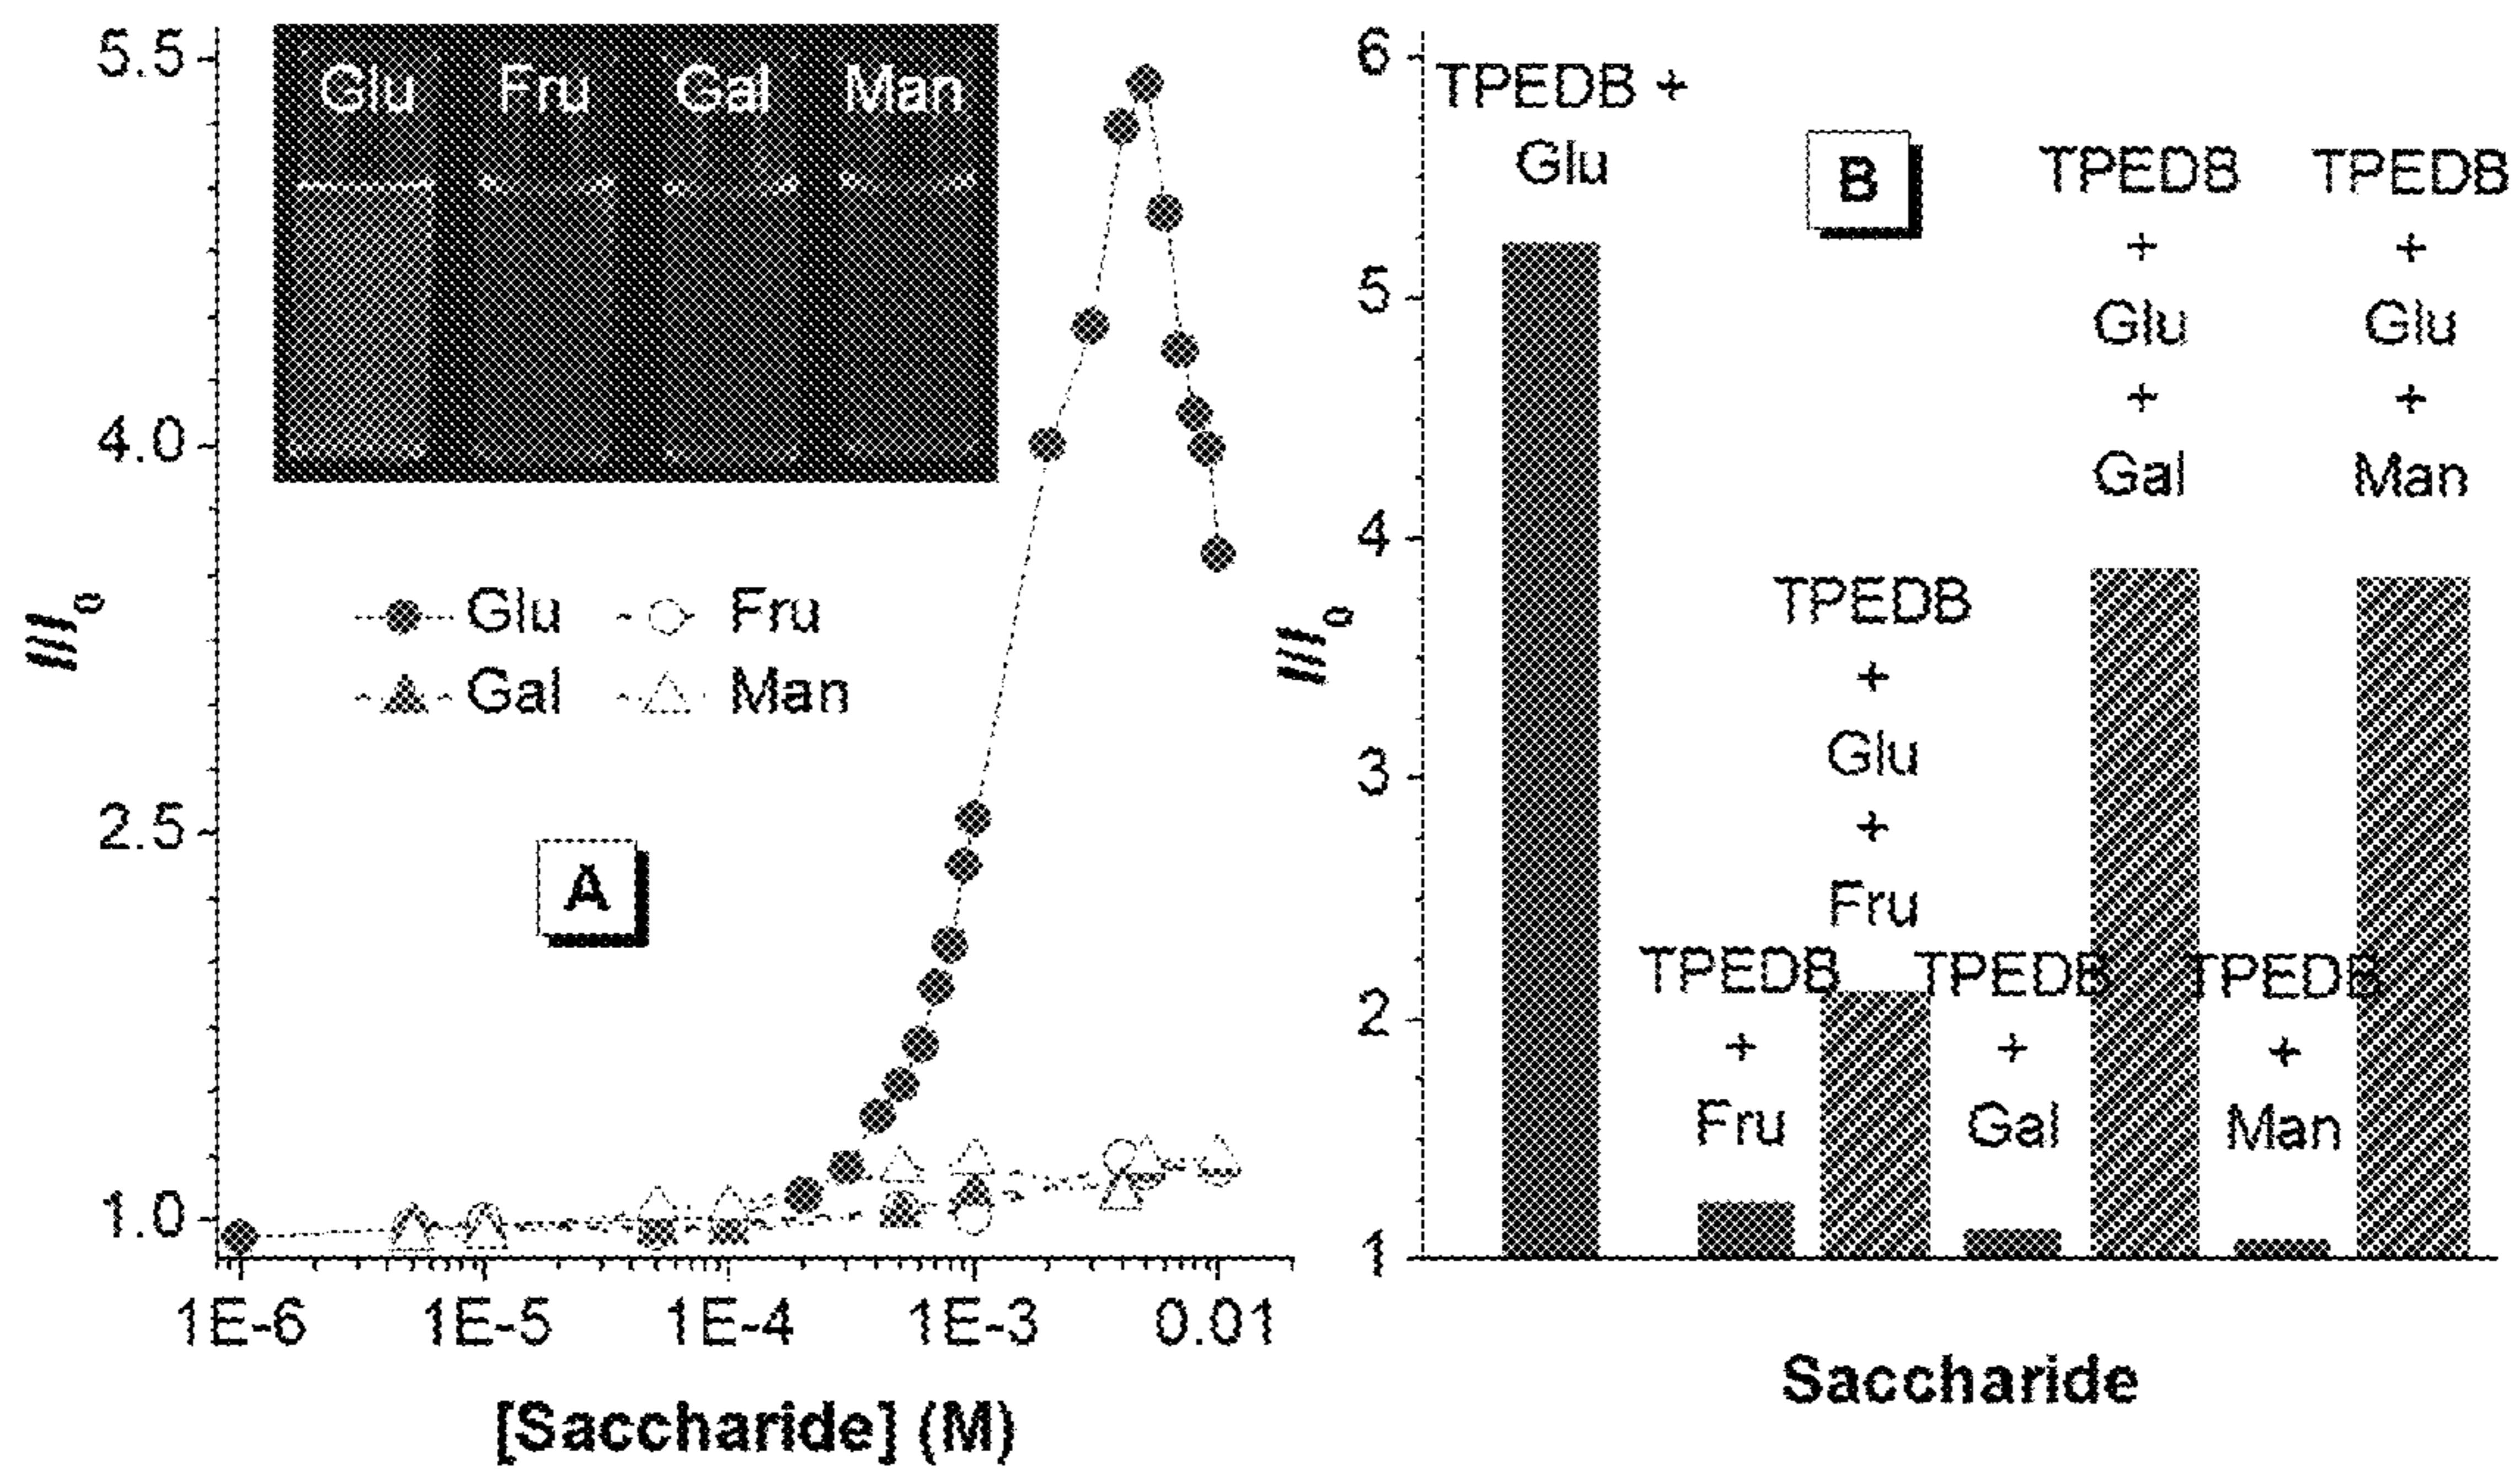 5.5
4.0
2.5
1.0
I/I0
Glu Fru Gal Man
Glu Fru
Gal Man
A
1E-6 1E-5 1E-4 1E-3 0.01
[Saccharide] (M)
6
5
4
3
2
1
I/I0
B
TPEDB +
Glu
TPEDB
+
Fru
TPEDB
+
Glu
+
Fru
TPEDB
+
Gal
TPEDB
+
Glu
+
Gal
TPEDB
+
Man
TPEDB
+
Glu
+
Man
Saccharide